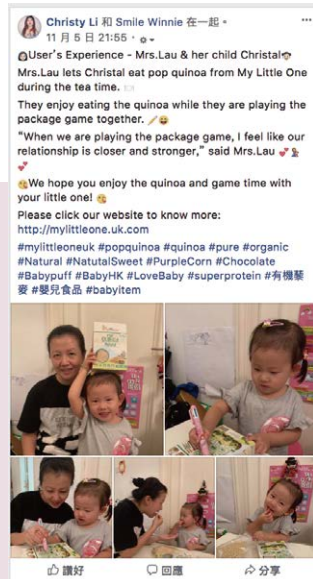 Christy Li 和 Smile Winnie 在一起。
11 月 5 日 21:55
👩🏻User's Experience - Mrs.Lau & her child Christal👧🏻
Mrs.Lau lets Christal eat pop quinoa from My Little One
during the tea time. 🍽
They enjoy eating the quinoa while they are playing the
package game together. 🥢😀
"When we are playing the package game, I feel like our
relationship is closer and stronger," said Mrs.Lau 💕
💕
😘We hope you enjoy the quinoa and game time with
your little one! 😘
Please click our website to know more:
http://mylittleone.uk.com
#mylittleoneuk #popquinoa #quinoa #pure #organic
#Natural #NatutalSweet #PurpleCorn #Chocolate
#Babypuff #BabyHK #LoveBaby #superprotein #有機藜
麥 #嬰兒食品 #babyitem
讚好 回應 分享